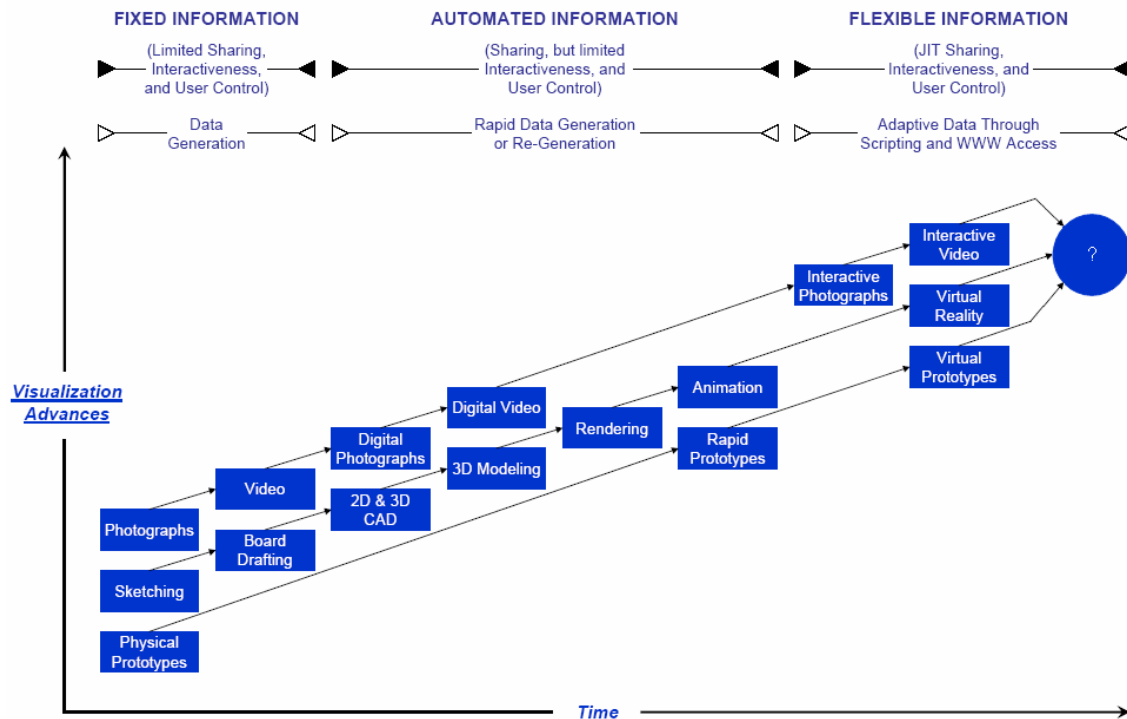 FIXED INFORMATION
AUTOMATED INFORMATION
FLEXIBLE INFORMATION
(Limited Sharing,
Interactiveness,
and User Control)
(Sharing, but limited
Interactiveness, and
User Control)
(JIT Sharing,
Interactiveness, and
User Control)
Data
Generation
Rapid Data Generation
or Re-Generation
Adaptive Data Through
Scripting and WWW Access
Visualization
Advances
Interactive
Video
?
Interactive
Photographs
Virtual
Reality
Virtual
Prototypes
Animation
Digital Video
Rendering
Rapid
Prototypes
Digital
Photographs
3D Modeling
Video
2D & 3D
CAD
Photographs
Board
Drafting
Sketching
Physical
Prototypes
Time